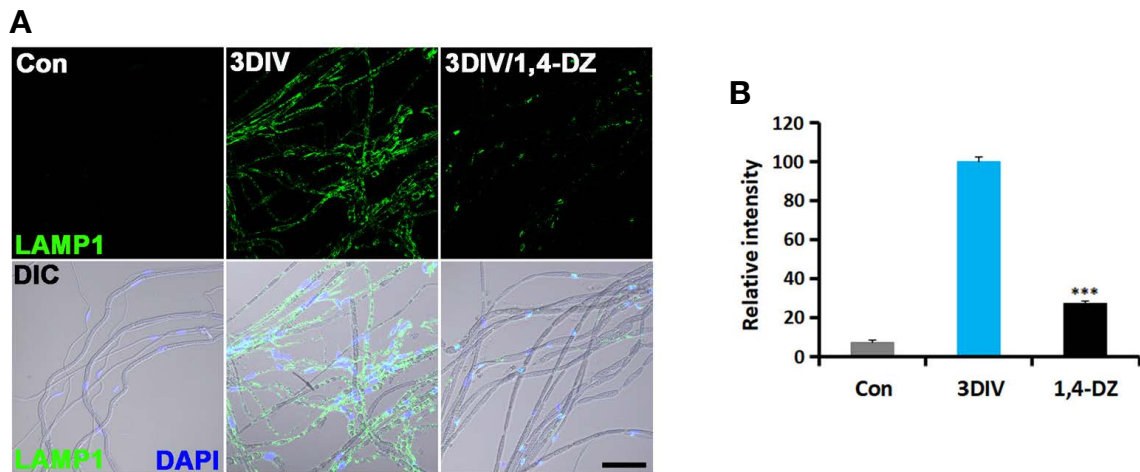 A
Con
3DIV
3DIV/1,4-DZ
LAMP1
DIC
LAMP1
DAPI
B
Relative intensity
120
100
80
60
40
20
0
***
Con
3DIV
1,4-DZ